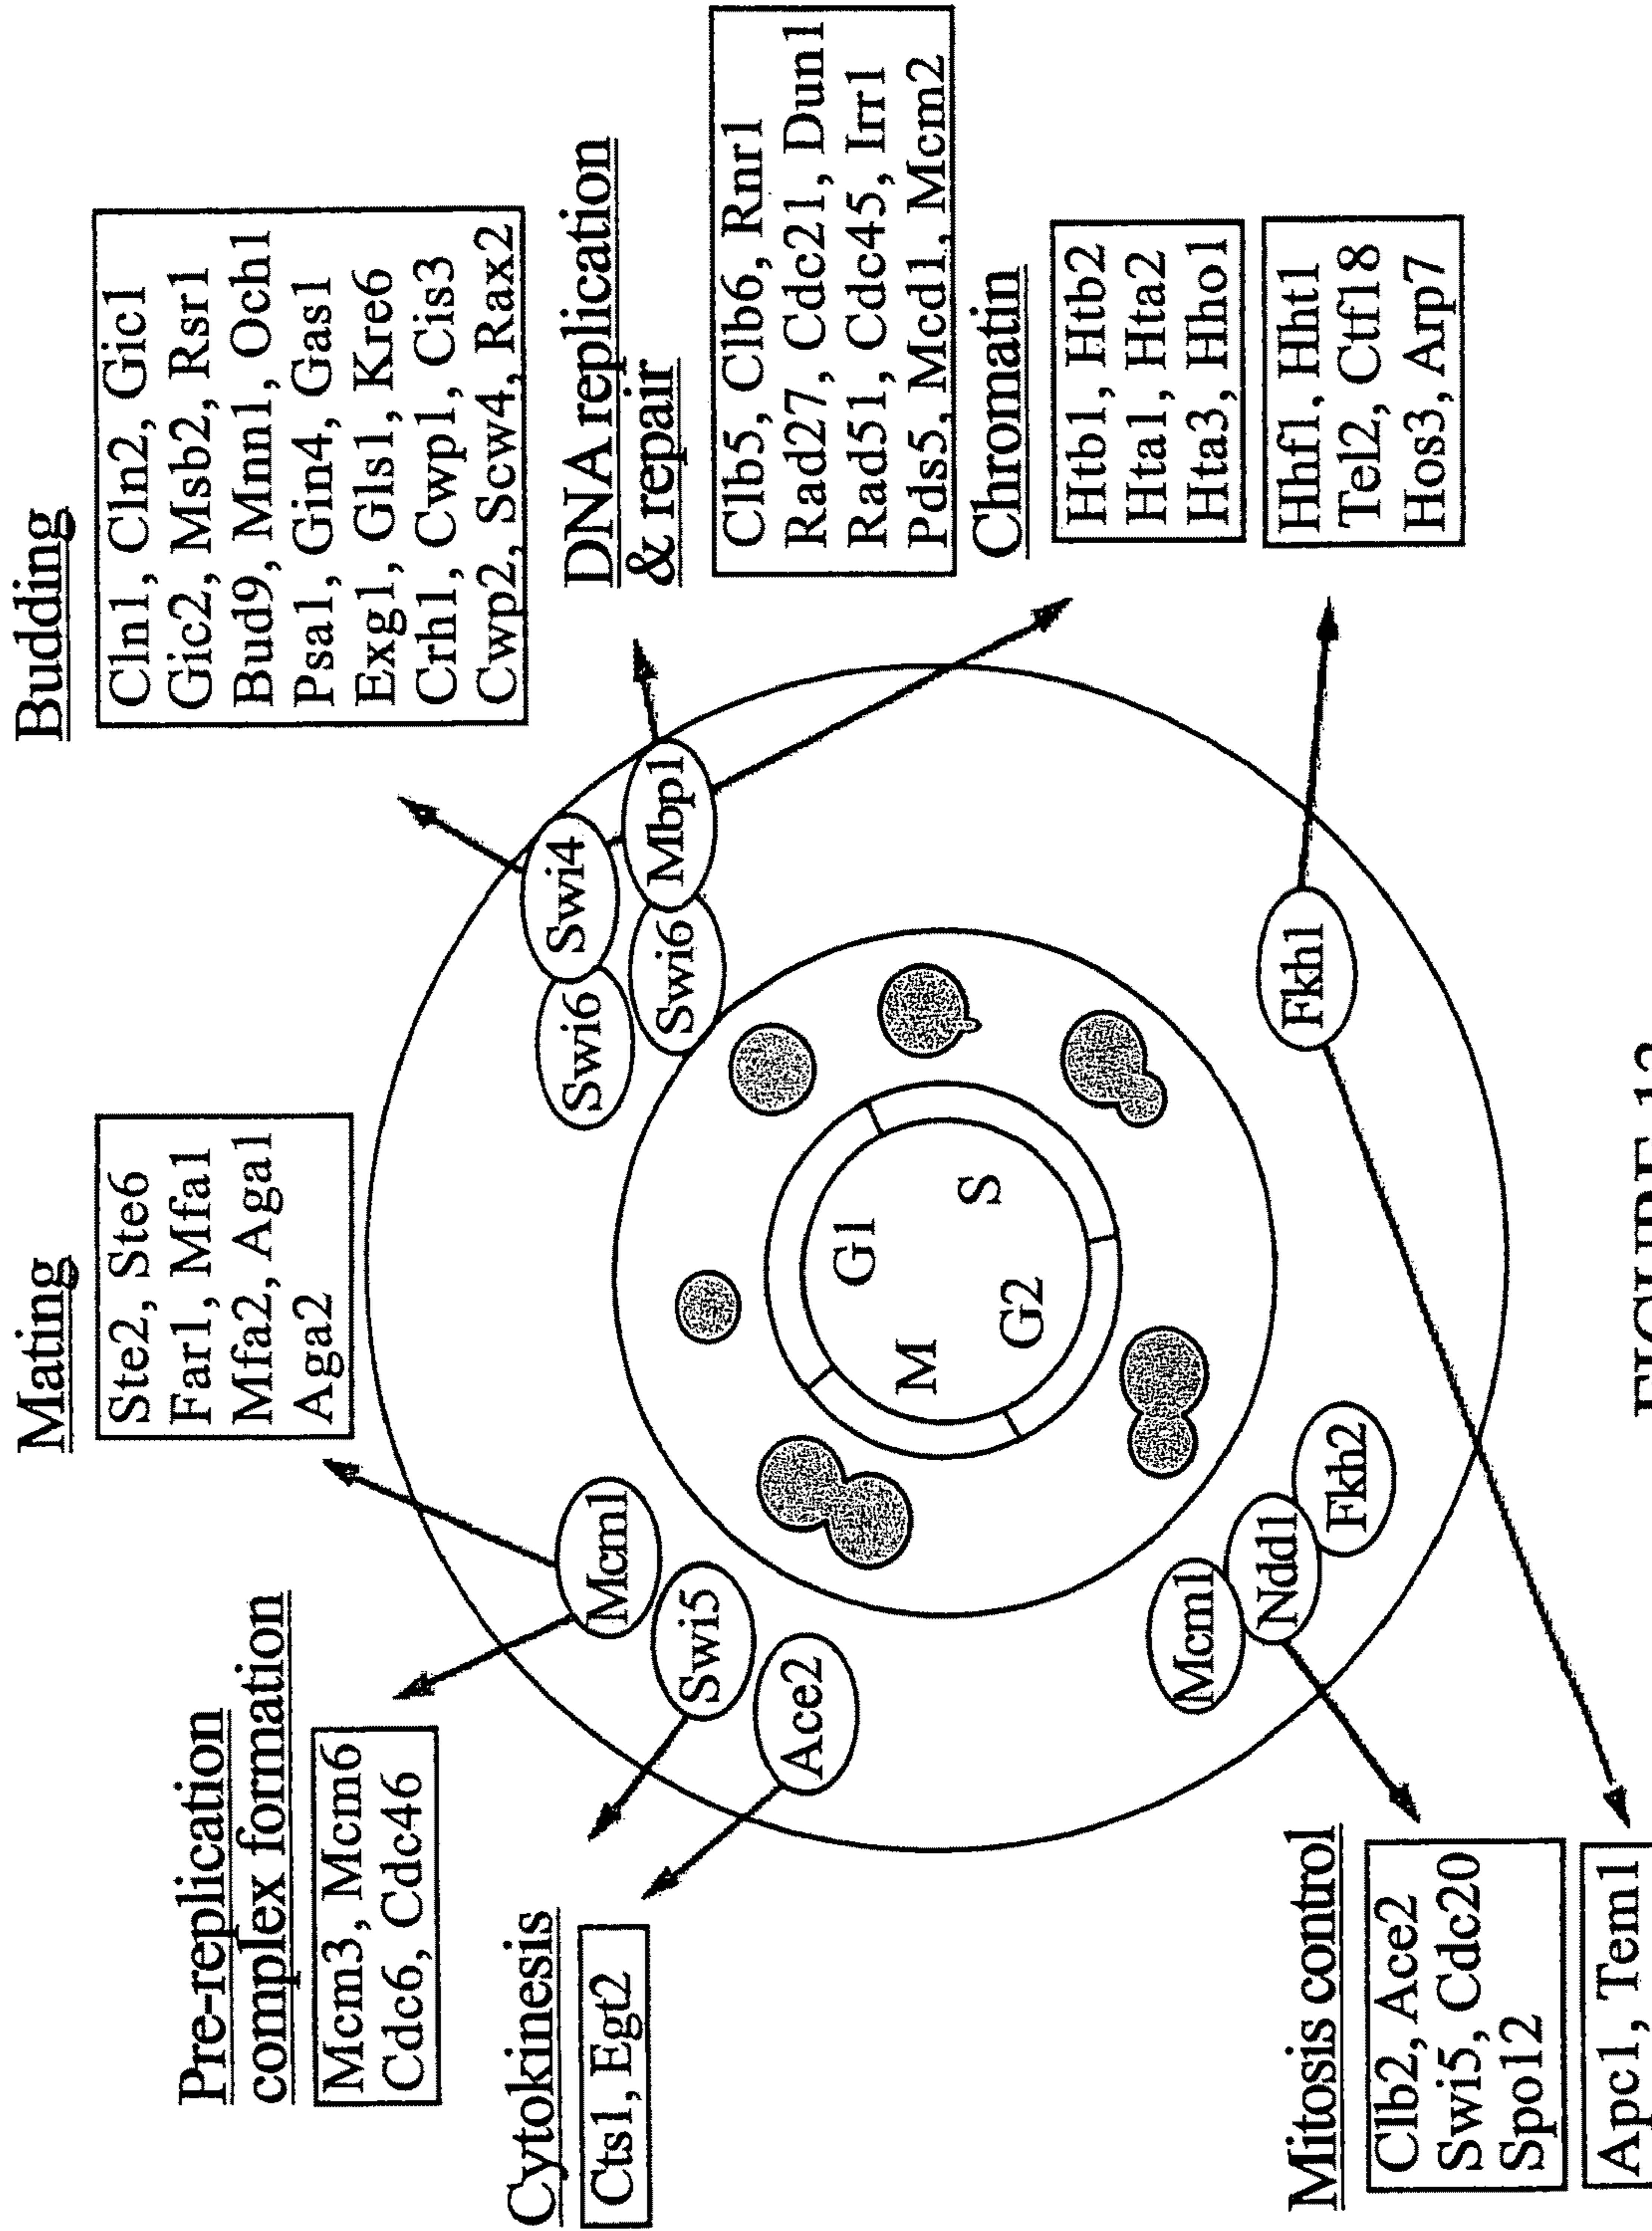 Budding
Cln1, Cln2, Gic1
Gic2, Msb2, Rsr1
Bud9, Mnn1, Och1
Psa1, Gin4, Gas1
Exg1, Gls1, Kre6
Crh1, Cwp1, Cis3
Cwp2, Scw4, Rax2
DNA replication
& repair
Clb5, Clb6, Rnr1
Rad27, Cdc21, Dun1
Rad51, Cdc45, Irr1
Pds5, Mcd1, Mcm2
Chromatin
Htb1, Htb2
Hta1, Hta2
Hta3, Hho1
Hhf1, Hht1
Tel2, Ctf18
Hos3, Arp7
Mating
Ste2, Ste6
Far1, Mfa1
Mfa2, Aga1
Aga2
Pre-replication
complex formation
Mcm3, Mcm6
Cdc6, Cdc46
Cytokinesis
Cts1, Egt2
Mitosis control
Clb2, Ace2
Swi5, Cdc20
Spo12
Apc1, Tem1
Swi6
Swi4
Swi6
Mbp1
Mcm1
Swi5
Ace2
Mcm1
Ndd1
Fkh2
Fkh1
G1
S
G2
M